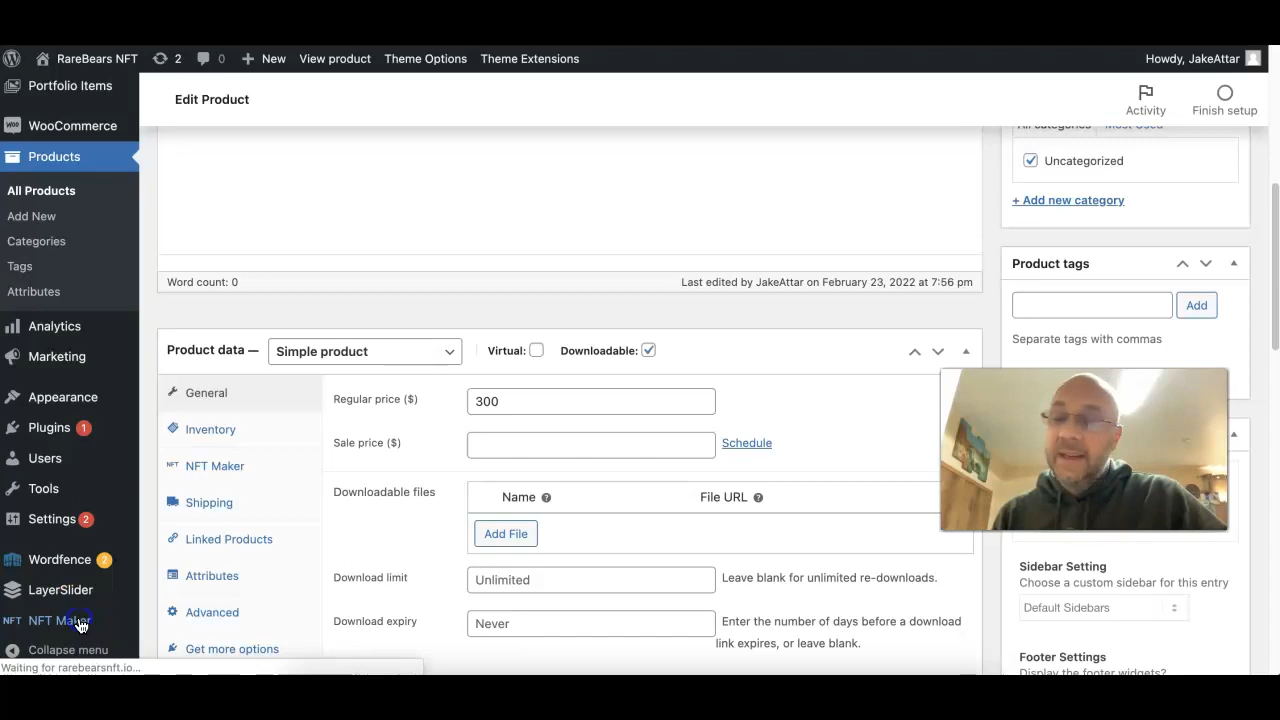 RareBears NFT 2 0 New View product Theme Options Theme Extensions Howdy, JakeAttar
Portfolio Items
WooCommerce
Products
All Products
Add New
Categories
Tags
Attributes
Analytics
Marketing
Appearance
Plugins 1
Users
Tools
Settings 2
Wordfence 2
LayerSlider
NFT NFT Maker
Collapse menu
Waiting for rarebearsnft.io...
Edit Product
Activity
Finish setup
Word count: 0
Last edited by JakeAttar on February 23, 2022 at 7:56 pm
Product data — Simple product Virtual: Downloadable:
General
Inventory
NFT NFT Maker
Shipping
Linked Products
Attributes
Advanced
Get more options
Regular price ($) 300
Sale price ($) Schedule
Downloadable files Name File URL
Add File
Download limit Unlimited Leave blank for unlimited re-downloads.
Download expiry Never Enter the number of days before a download
link expires, or leave blank.
All categories Most Used
Uncategorized
+ Add new category
Product tags
Add
Separate tags with commas
Sidebar Setting
Choose a custom sidebar for this entry
Default Sidebars
Footer Settings
Display the footer widgets?